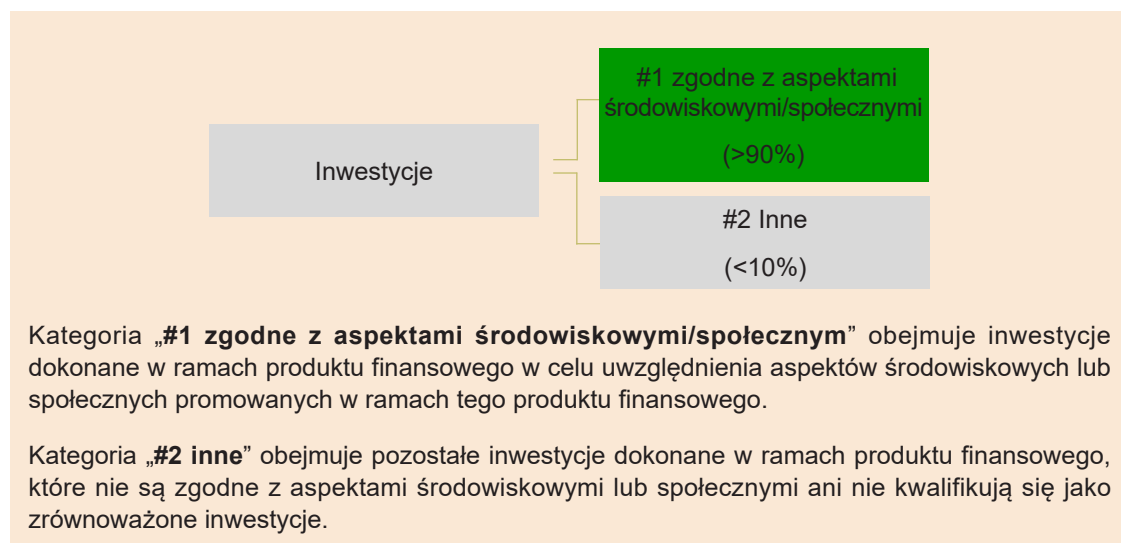 #1 zgodne z aspektami
środowiskowymi/społecznymi
(>90%)
Inwestycje
#2 Inne
(<10%)
Kategoria „#1 zgodne z aspektami środowiskowymi/społecznym” obejmuje inwestycje
dokonane w ramach produktu finansowego w celu uwzględnienia aspektów środowiskowych lub
społecznych promowanych w ramach tego produktu finansowego.
Kategoria „#2 inne” obejmuje pozostałe inwestycje dokonane w ramach produktu finansowego,
które nie są zgodne z aspektami środowiskowymi lub społecznymi ani nie kwalifikują się jako
zrównoważone inwestycje.